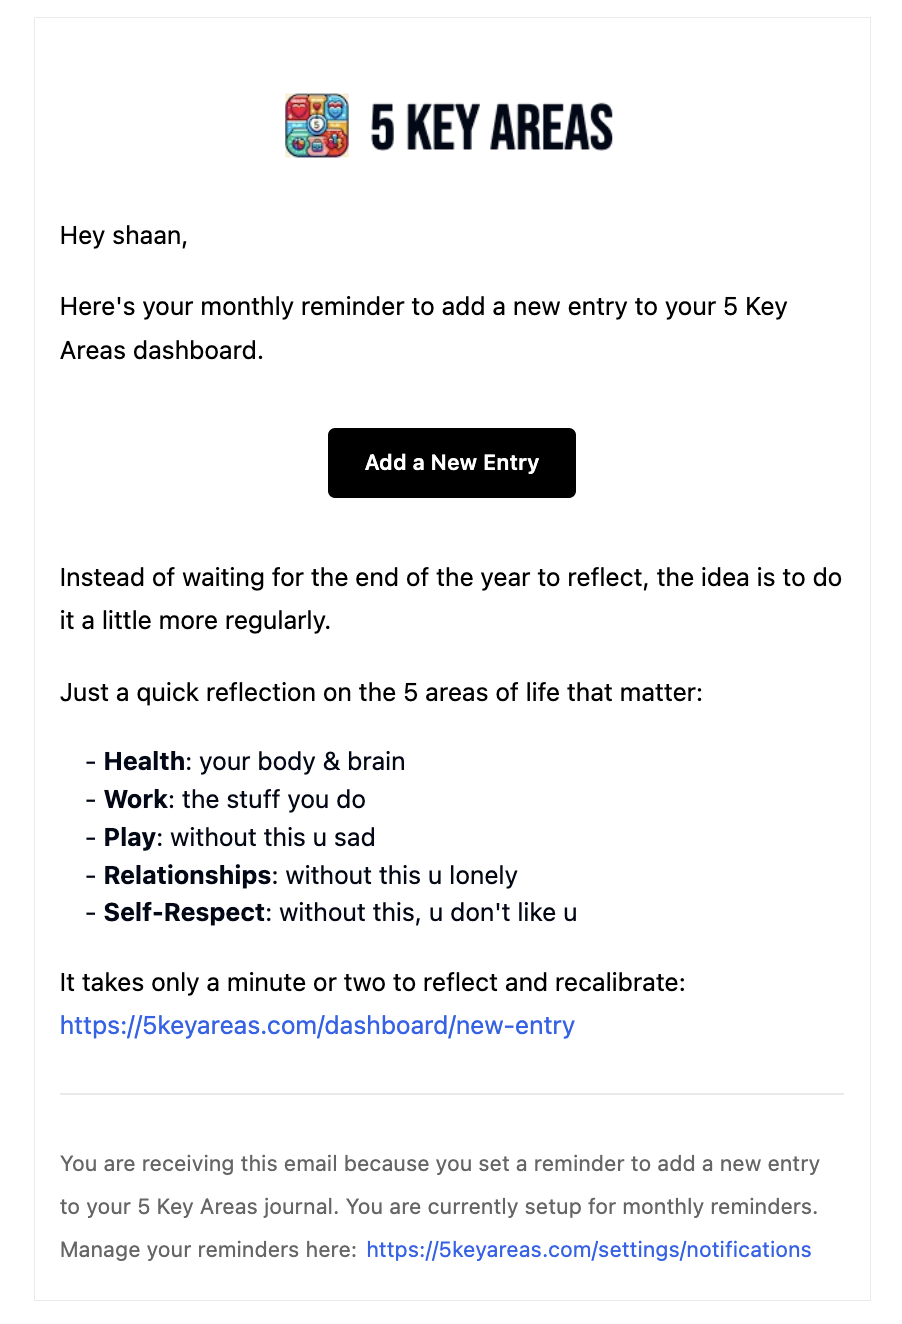 5
5 KEY AREAS
Hey shaan,
Here's your monthly reminder to add a new entry to your 5 Key
Areas dashboard.
Add a New Entry
Instead of waiting for the end of the year to reflect, the idea is to do
it a little more regularly.
Just a quick reflection on the 5 areas of life that matter:
- Health: your body & brain
- Work: the stuff you do
- Play: without this u sad
- Relationships: without this u lonely
- Self-Respect: without this, u don't like u
It takes only a minute or two to reflect and recalibrate:
https://5keyareas.com/dashboard/new-entry
You are receiving this email because you set a reminder to add a new entry
to your 5 Key Areas journal. You are currently setup for monthly reminders.
Manage your reminders here: https://5keyareas.com/settings/notifications